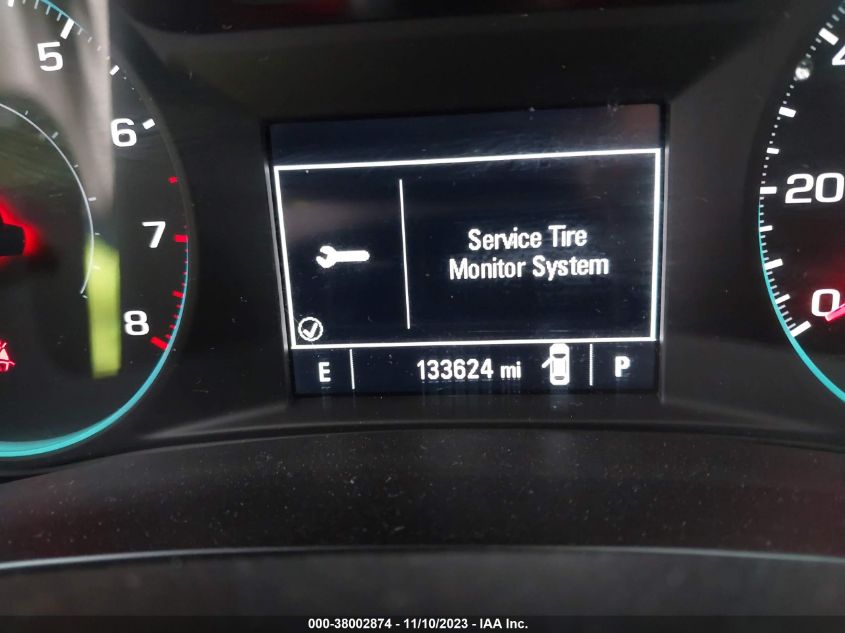 5
6
7
8
Service Tire
Monitor System
E 133624 mi P
4
20
0
000-38002874 - 11/10/2023 - IAA Inc.